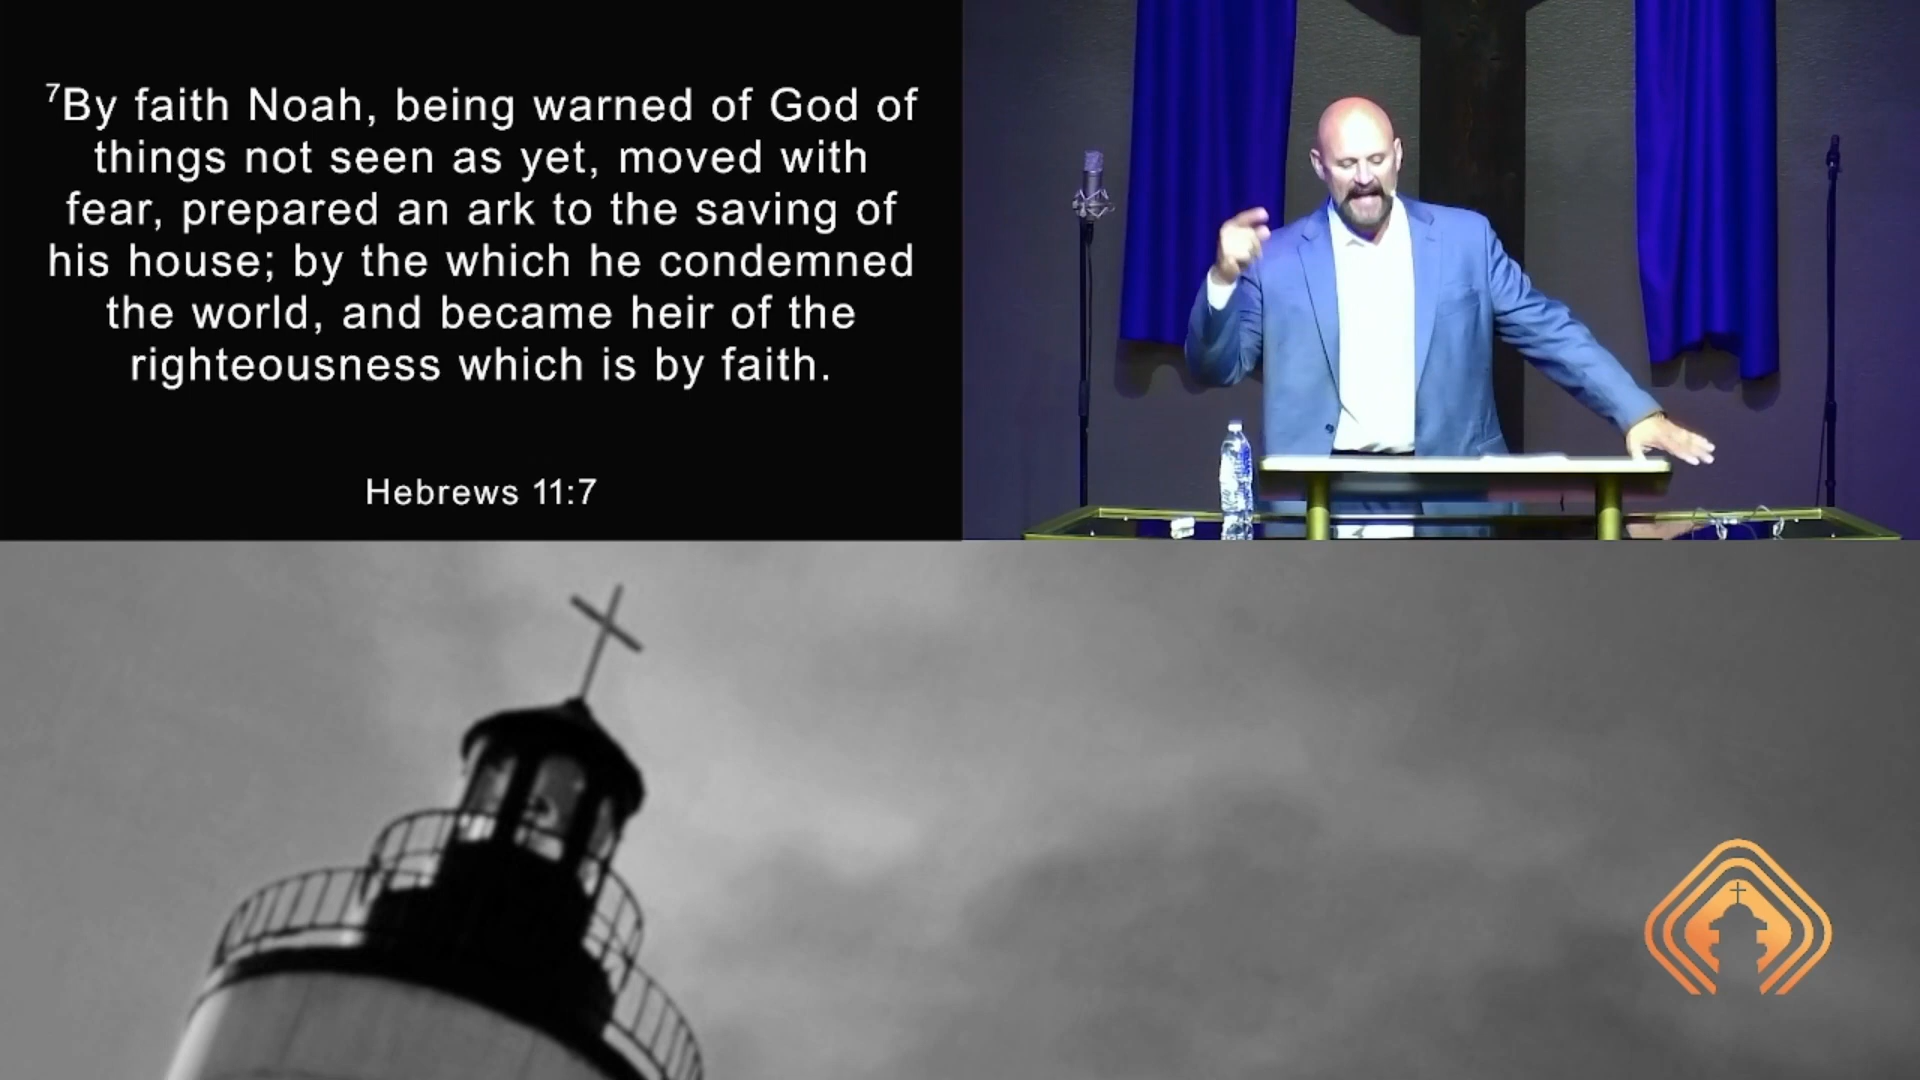 ⁷By faith Noah, being warned of God of
things not seen as yet, moved with
fear, prepared an ark to the saving of
his house; by the which he condemned
the world, and became heir of the
righteousness which is by faith.
Hebrews 11:7